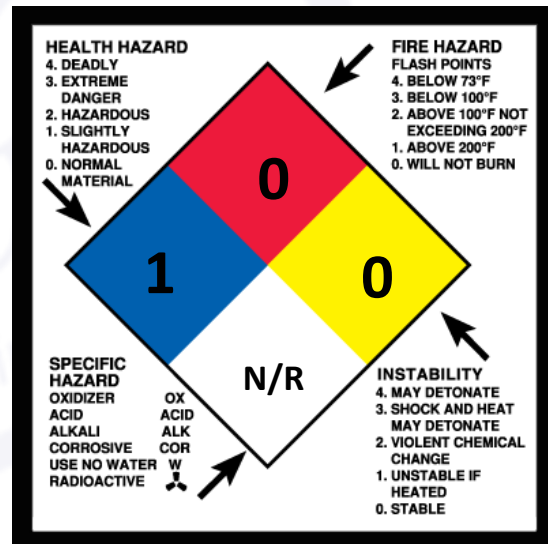 HEALTH HAZARD
4. DEADLY
3. EXTREME
DANGER
2. HAZARDOUS
1. SLIGHTLY
HAZARDOUS
0. NORMAL
MATERIAL
FIRE HAZARD
FLASH POINTS
4. BELOW 73°F
3. BELOW 100°F
2. ABOVE 100°F NOT
EXCEEDING 200°F
1. ABOVE 200°F
0. WILL NOT BURN
0
1
0
N/R
SPECIFIC
HAZARD
OXIDIZER OX
ACID ACID
ALKALI ALK
CORROSIVE COR
USE NO WATER W
RADIOACTIVE
INSTABILITY
4. MAY DETONATE
3. SHOCK AND HEAT
MAY DETONATE
2. VIOLENT CHEMICAL
CHANGE
1. UNSTABLE IF
HEATED
0. STABLE